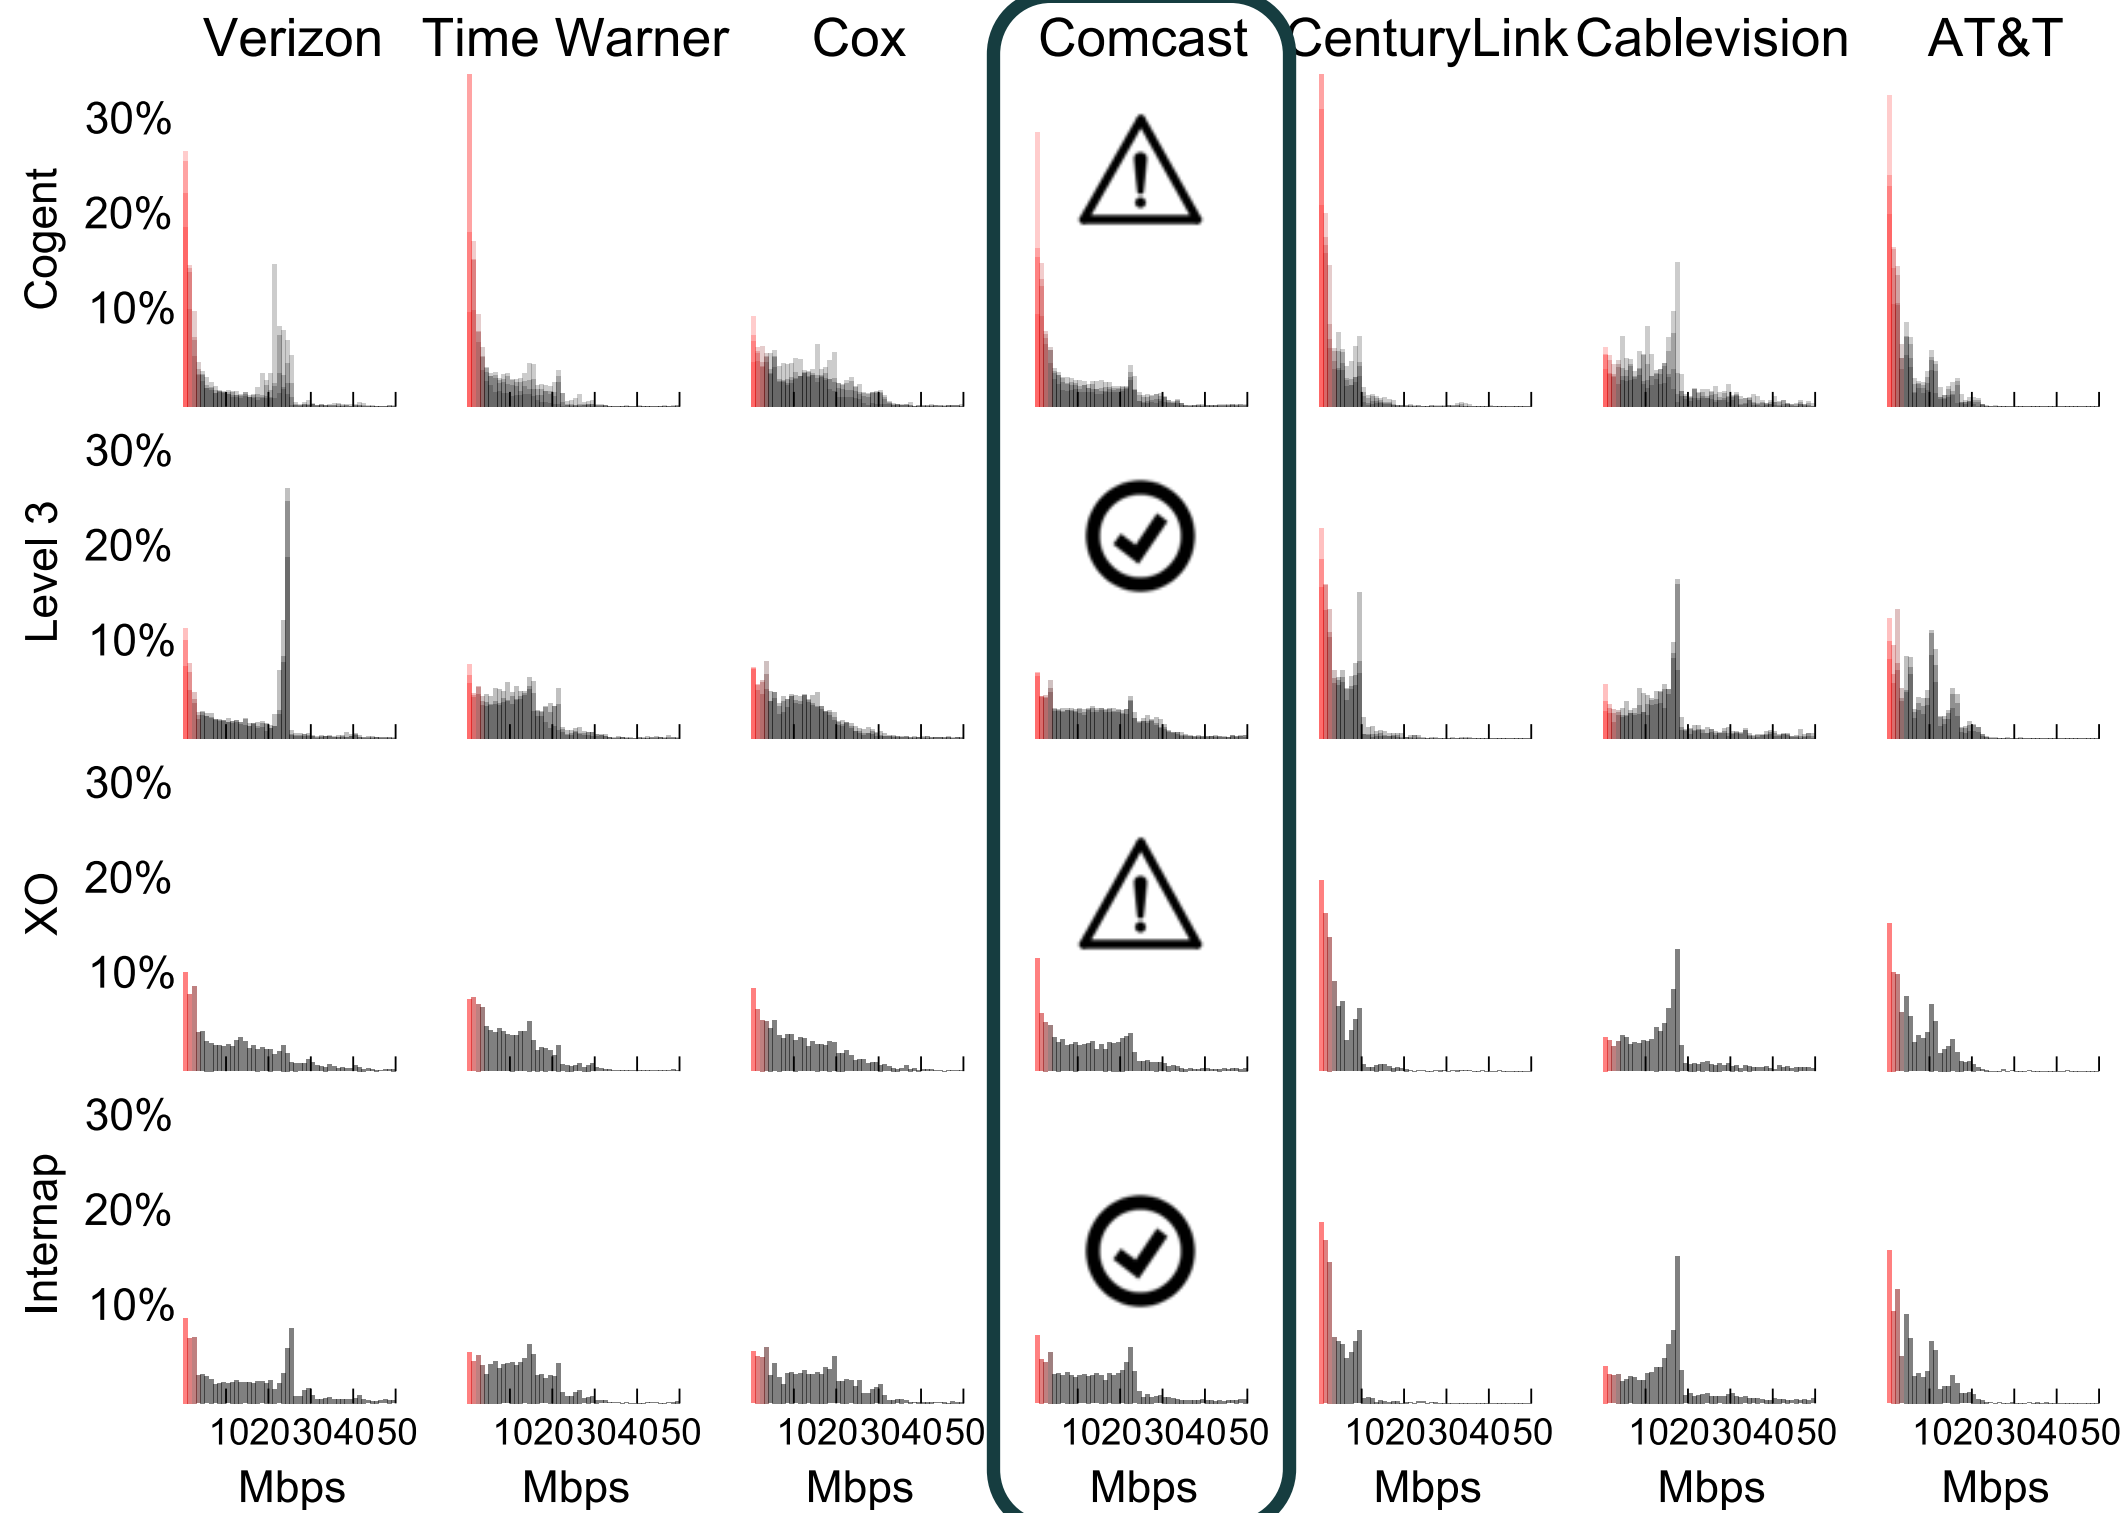 Verizon Time Warner Cox Comcast CenturyLink Cablevision AT&T
Cogent
30%
20%
10%
Level 3
30%
20%
10%
XO
30%
20%
10%
Internap
30%
20%
10%
1020304050 1020304050 1020304050 1020304050 1020304050 1020304050 1020304050
Mbps Mbps Mbps Mbps Mbps Mbps Mbps